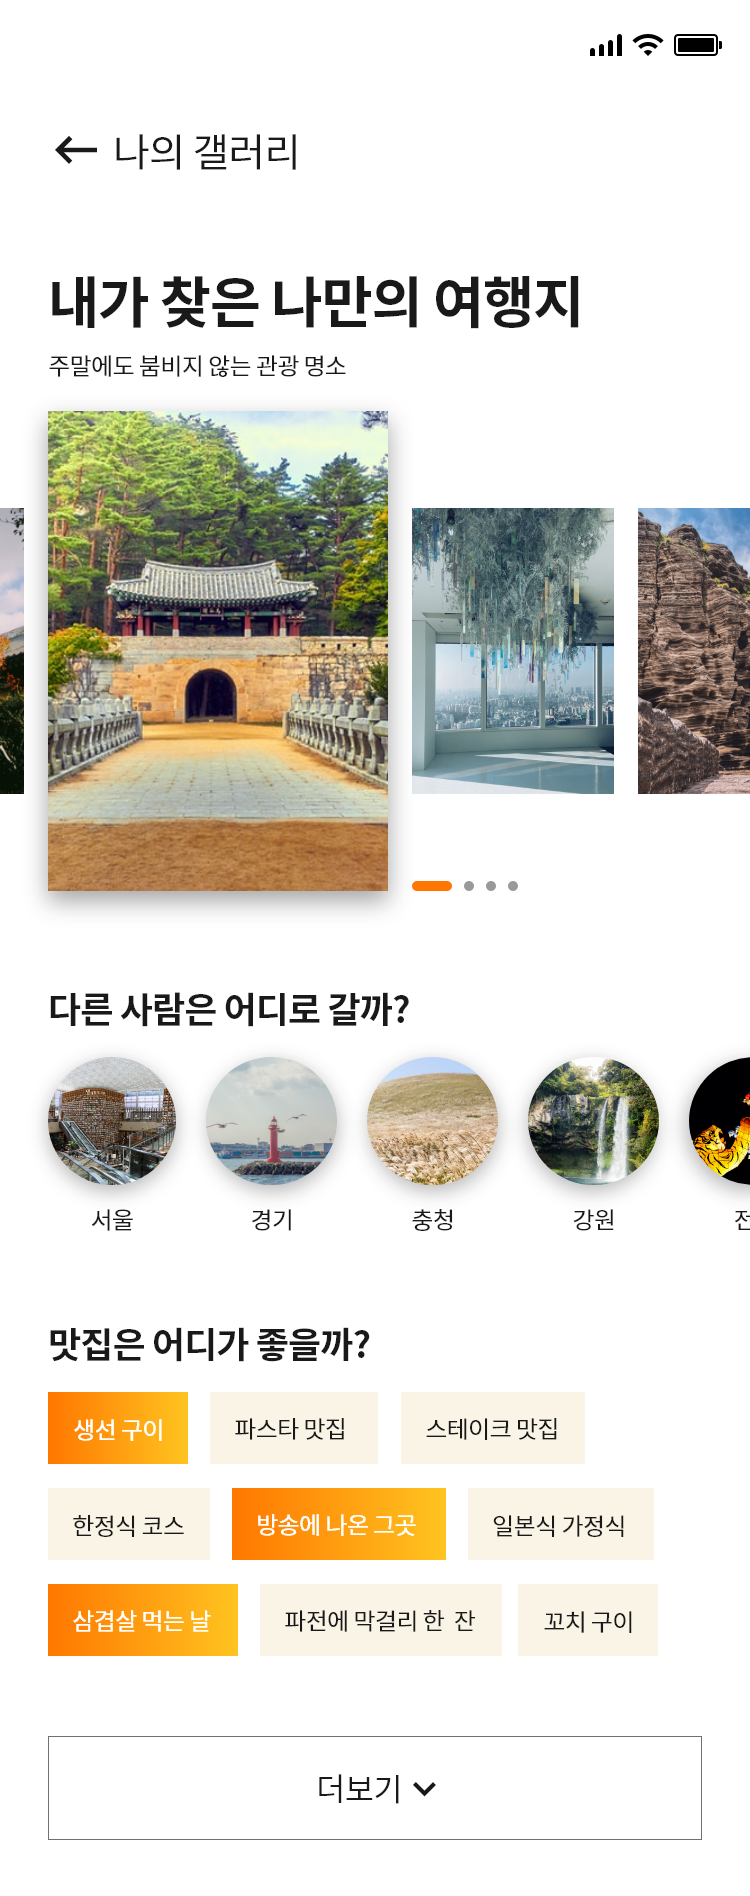 나의 갤러리
내가 찾은 나만의 여행지
주말에도 붐비지 않는 관광 명소
다른 사람은 어디로 갈까?
서울 경기 충청 강원 전
맛집은 어디가 좋을까?
생선 구이 파스타 맛집 스테이크 맛집
한정식 코스 방송에 나온 그곳 일본식 가정식
삼겹살 먹는 날 파전에 막걸리 한 잔 꼬치 구이
더보기